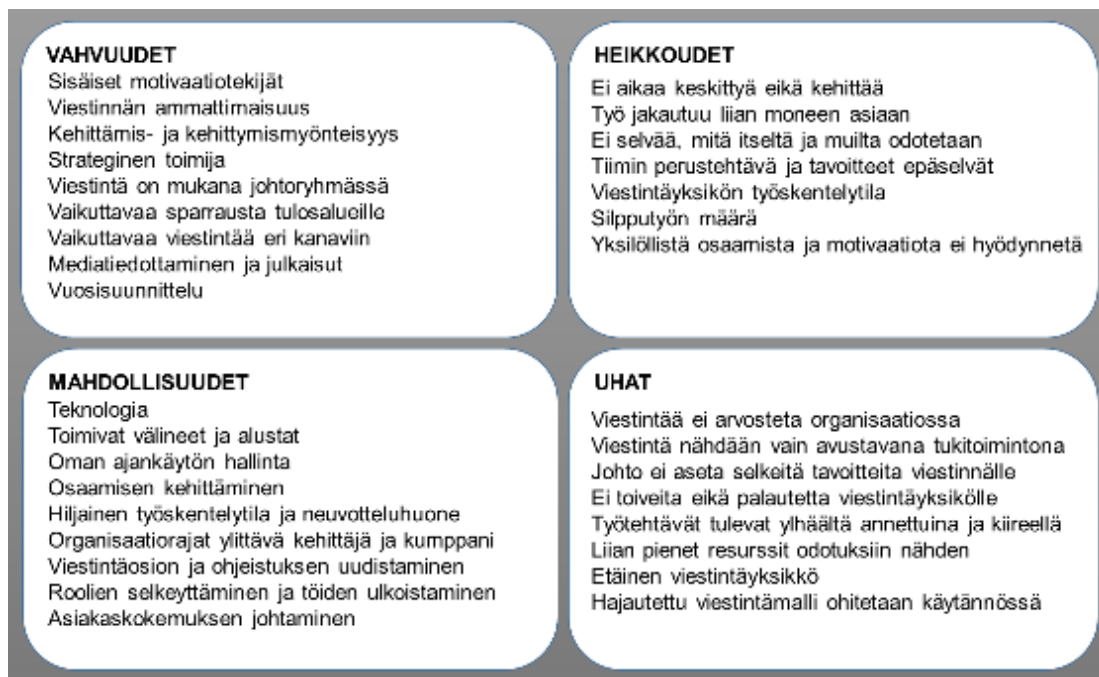 VAHVUUDET
Sisäiset motivaatiotekijät
Viestinnän ammattimaisuus
Kehittämis- ja kehittymismyönteisyys
Strateginen toimija
Viestintä on mukana johtoryhmässä
Vaikuttavaa sparrausta tulosalueille
Vaikuttavaa viestintää eri kanaviin
Mediatiedottaminen ja julkaisut
Vuosisuunnittelu
HEIKKOUDET
Ei aikaa keskittyä eikä kehittää
Työ jakautuu liian moneen asiaan
Ei selvää, mitä itseltä ja muilta odotetaan
Tiimin perustehtävä ja tavoitteet epäselvät
Viestintäyksikön työskentelytila
Silpputyön määrä
Yksilöllistä osaamista ja motivaatiota ei hyödynnetä
MAHDOLLISUUDET
Teknologia
Toimivat välineet ja alustat
Oman ajankäytön hallinta
Osaamisen kehittäminen
Hiljainen työskentelytila ja neuvotteluhuone
Organisaatiorajat ylittävä kehittäjä ja kumppani
Viestintäosion ja ohjeistuksen uudistaminen
Roolien selkeyttäminen ja töiden ulkoistaminen
Asiakaskokemuksen johtaminen
UHAT
Viestintää ei arvosteta organisaatiossa
Viestintä nähdään vain avustavana tukitoimintona
Johto ei aseta selkeitä tavoitteita viestinnälle
Ei toiveita eikä palautetta viestintäyksikölle
Työtehtävät tulevat ylhäältä annettuina ja kiireellä
Liian pienet resurssit odotuksiin nähden
Etäinen viestintäyksikkö
Hajautettu viestintämalli ohitetaan käytännössä